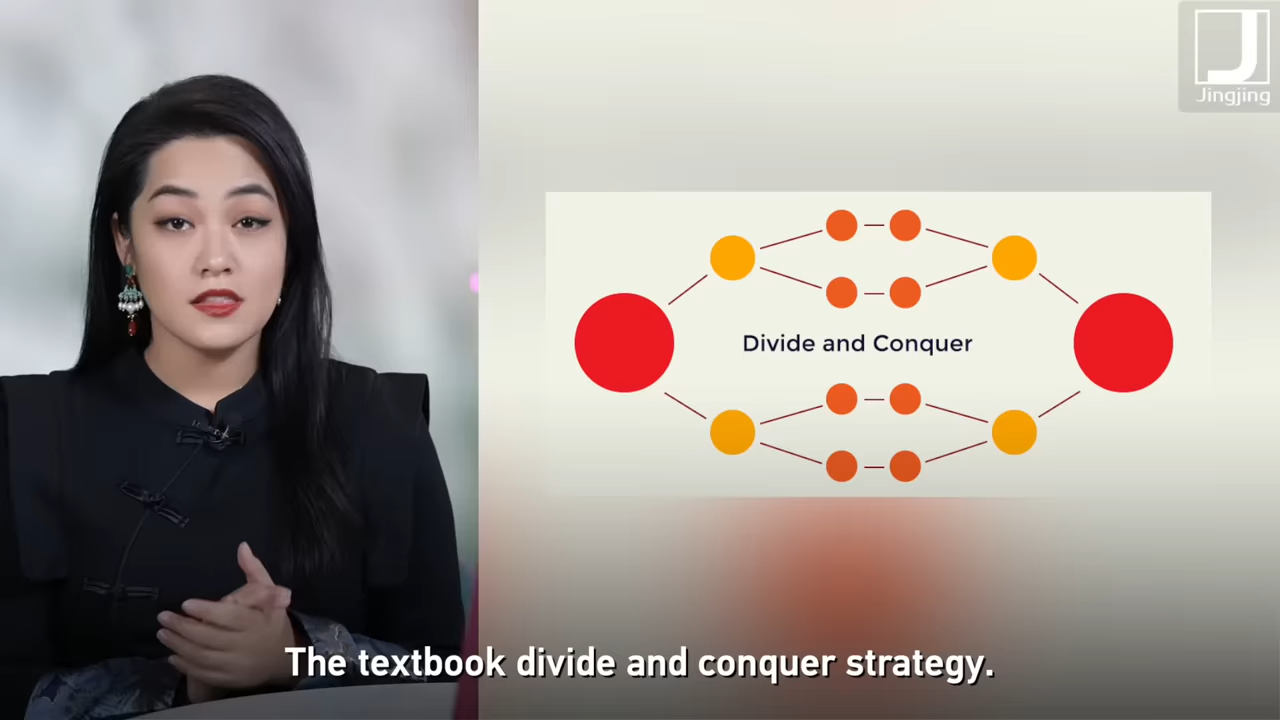 J
Jingjing
Divide and Conquer
The textbook divide and conquer strategy.